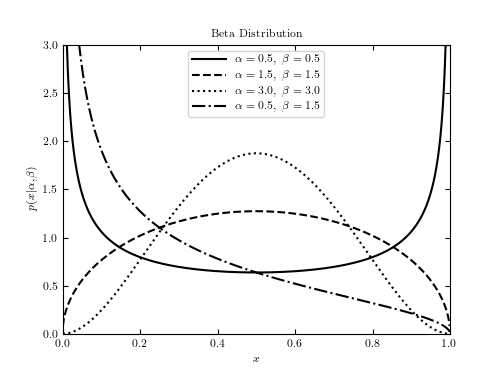 Beta Distribution
3.0
2.5
2.0
1.5
1.0
0.5
0.0
p(x|α,β)
α = 0.5, β = 0.5
α = 1.5, β = 1.5
α = 3.0, β = 3.0
α = 0.5, β = 1.5
0.0 0.2 0.4 0.6 0.8 1.0
x